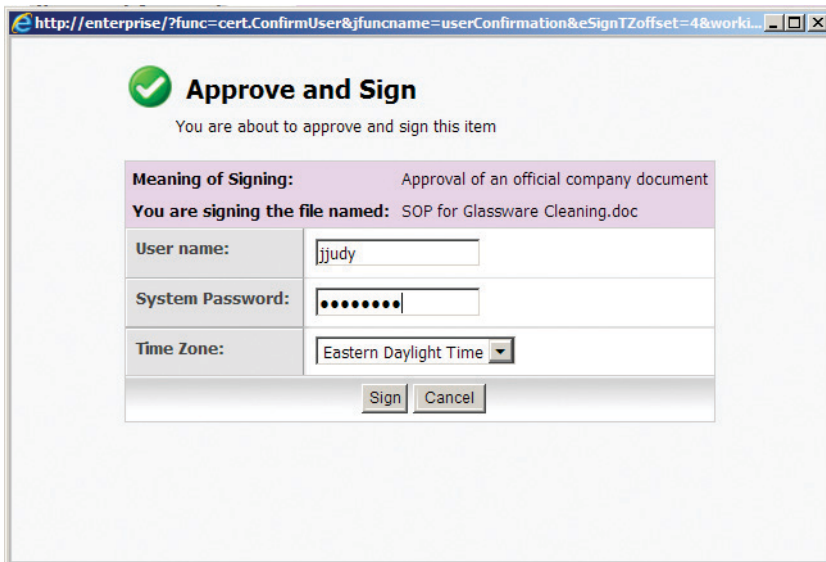 http://enterprise/?func=cert.ConfirmUser&jfuncname=userConfirmation&eSignTZoffset=4&worki...
Approve and Sign
You are about to approve and sign this item
Meaning of Signing: Approval of an official company document
You are signing the file named: SOP for Glassware Cleaning.doc
User name: jjudy
System Password: ••••••••
Time Zone: Eastern Daylight Time
Sign Cancel